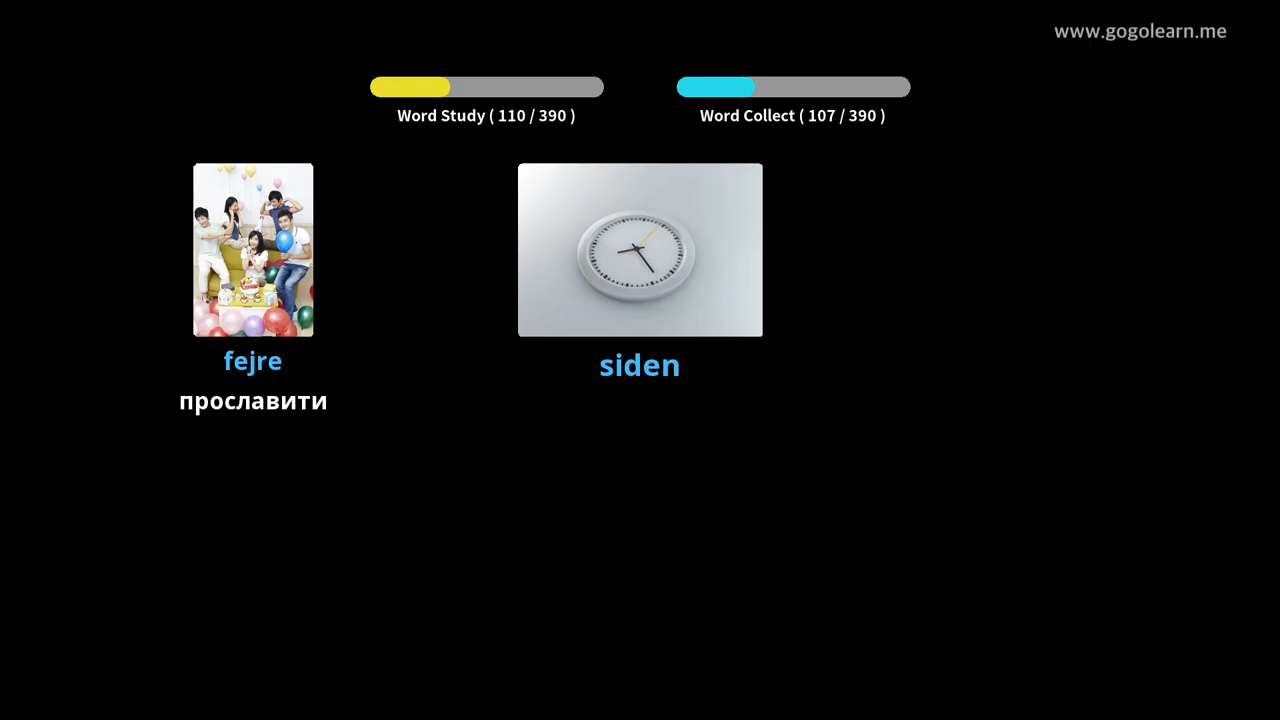 www.gogolearn.me
Word Study ( 110 / 390 )
Word Collect ( 107 / 390 )
fejre
прославити
siden